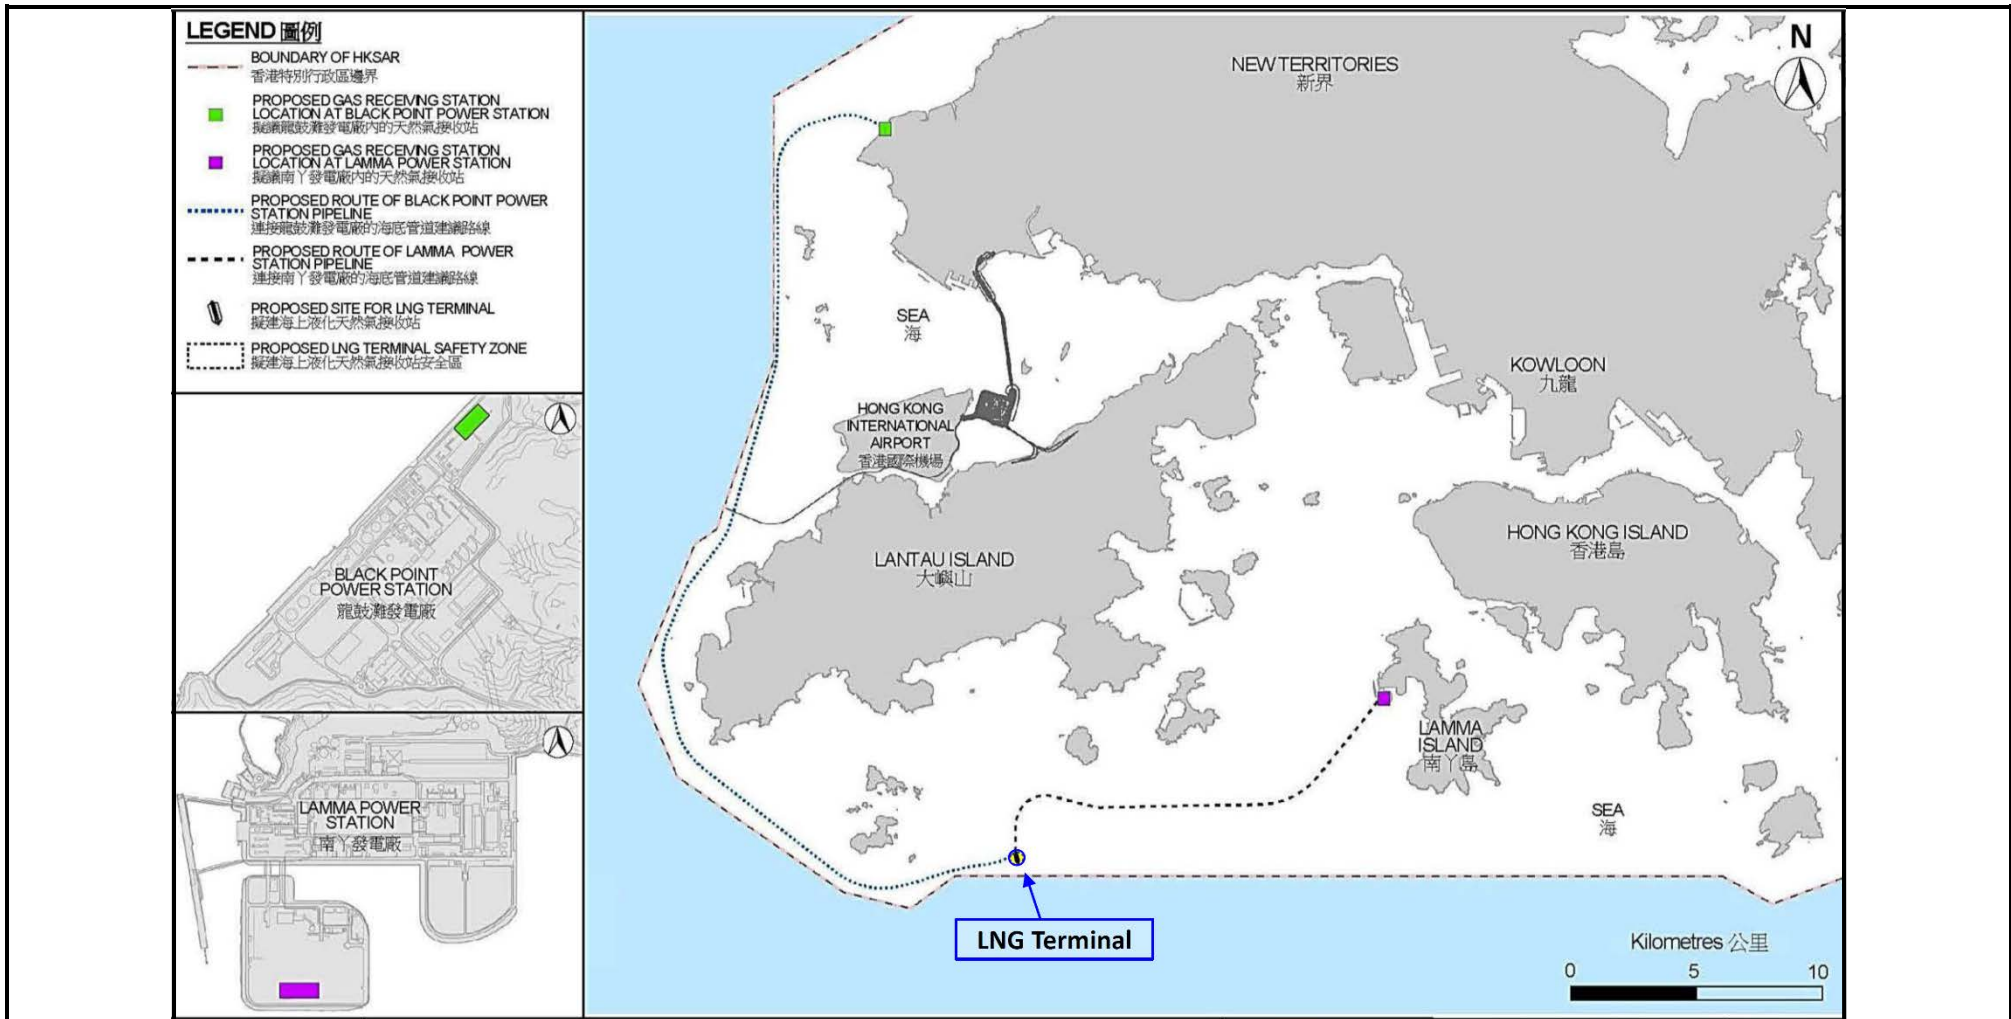 LEGEND 圖例
BOUNDARY OF HKSAR
香港特別行政區邊界
PROPOSED GAS RECEIVING STATION
LOCATION AT BLACK POINT POWER STATION
擬議龍鼓灘發電廠內的天然氣接收站
PROPOSED GAS RECEIVING STATION
LOCATION AT LAMMA POWER STATION
擬議南丫發電廠內的天然氣接收站
PROPOSED ROUTE OF BLACK POINT POWER
STATION PIPELINE
連接龍鼓灘發電廠的海底管道建議路線
PROPOSED ROUTE OF LAMMA POWER
STATION PIPELINE
連接南丫發電廠的海底管道建議路線
PROPOSED SITE FOR LNG TERMINAL
擬建海上液化天然氣接收站
PROPOSED LNG TERMINAL SAFETY ZONE
擬建海上液化天然氣接收站安全區
BLACK POINT
POWER STATION
龍鼓灘發電廠
LAMMA POWER
STATION
南丫發電廠
N
NEW TERRITORIES
新界
SEA
海
HONG KONG
INTERNATIONAL
AIRPORT
香港國際機場
KOWLOON
九龍
LANTAU ISLAND
大嶼山
HONG KONG ISLAND
香港島
LAMMA
ISLAND
南丫島
SEA
海
LNG Terminal
Kilometres 公里
0 5 10